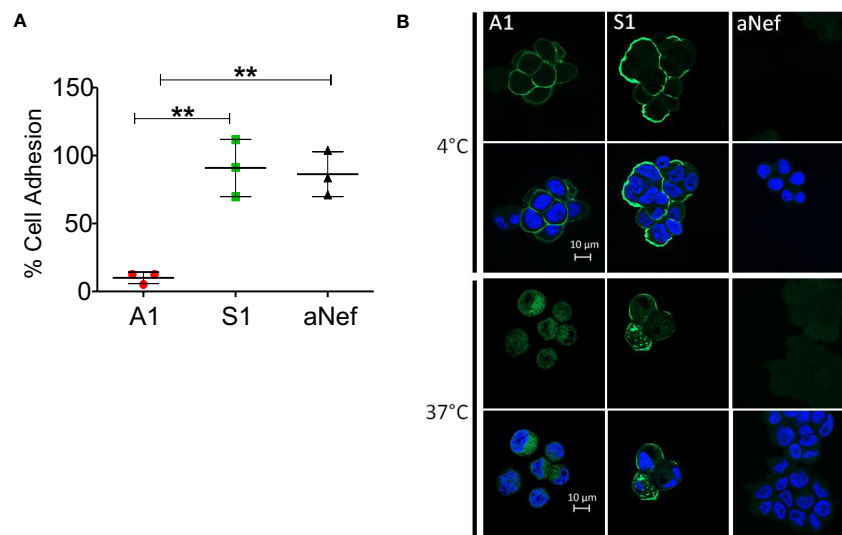 A
**
**
150
100
50
0
% Cell Adhesion
A1
S1
aNef
B
A1
S1
aNef
4°C
10 µm
37°C
10 µm